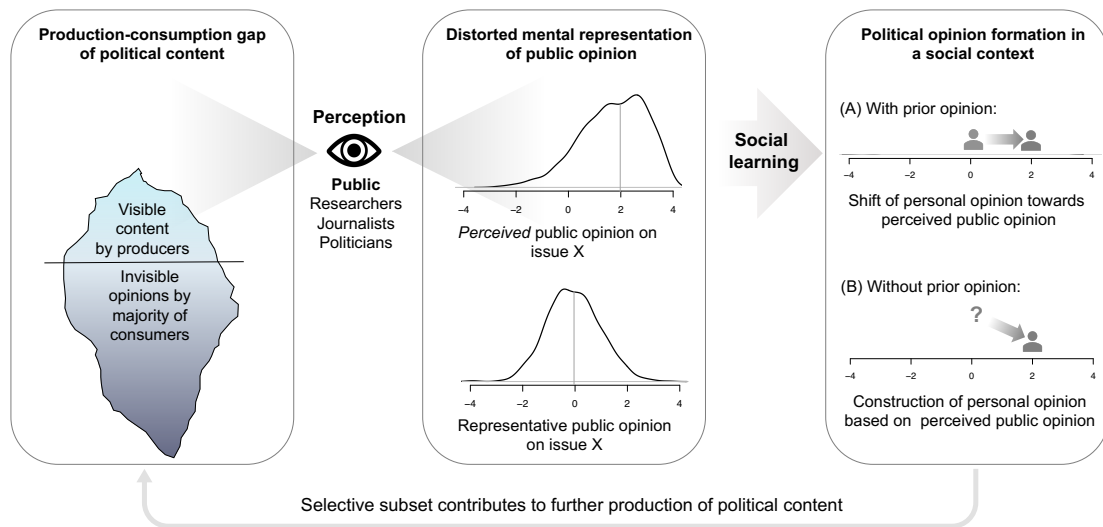 Production-consumption gap
of political content
Visible
content
by producers
Invisible
opinions by
majority of
consumers
Perception
Public
Researchers
Journalists
Politicians
Distorted mental representation
of public opinion
−4 −2 0 2 4
Perceived public opinion on
issue X
−4 −2 0 2 4
Representative public opinion
on issue X
Social
learning
Political opinion formation in
a social context
(A) With prior opinion:
−4 −2 0 2 4
Shift of personal opinion towards
perceived public opinion
(B) Without prior opinion:
?
−4 −2 0 2 4
Construction of personal opinion
based on perceived public opinion
Selective subset contributes to further production of political content